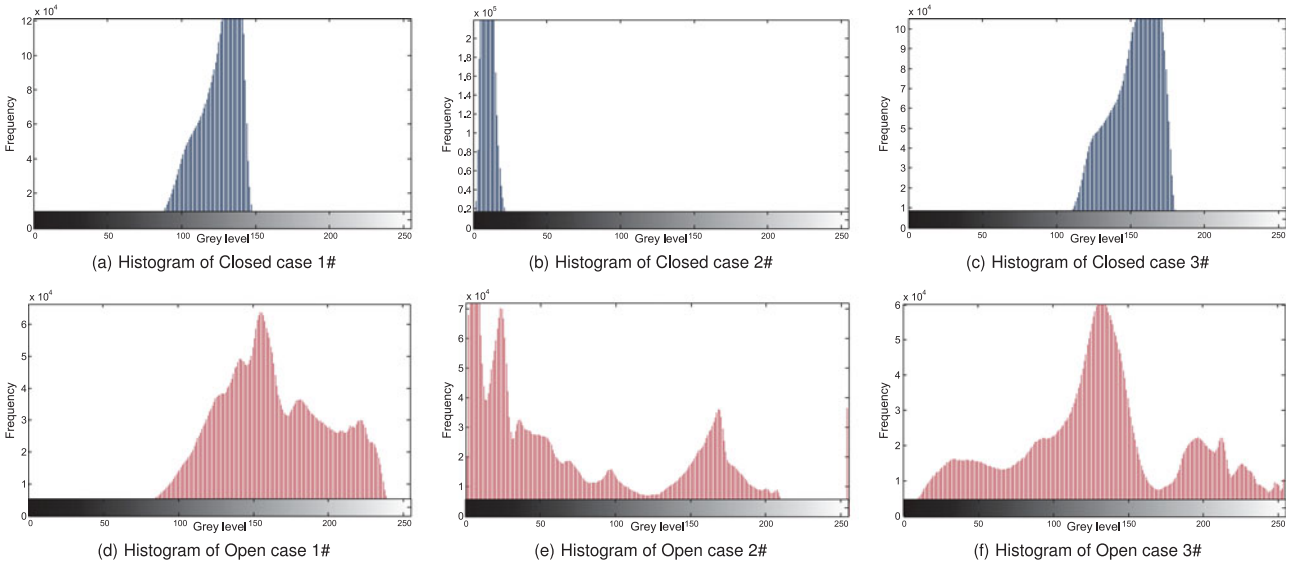 x 10⁴
12
10
8
6
4
2
0
Frequency
0 50 100 150 200 250
Grey level
(a) Histogram of Closed case 1#
x 10⁵
2
1.8
1.6
1.4
1.2
1
0.8
0.6
0.4
0.2
0
Frequency
0 50 100 150 200 250
Grey level
(b) Histogram of Closed case 2#
x 10⁴
10
9
8
7
6
5
4
3
2
1
0
Frequency
0 50 100 150 200 250
Grey level
(c) Histogram of Closed case 3#
x 10⁴
6
5
4
3
2
1
0
Frequency
0 50 100 150 200 250
Grey level
(d) Histogram of Open case 1#
x 10⁴
7
6
5
4
3
2
1
0
Frequency
0 50 100 150 200 250
Grey level
(e) Histogram of Open case 2#
x 10⁴
6
5
4
3
2
1
0
Frequency
0 50 100 150 200 250
Grey level
(f) Histogram of Open case 3#